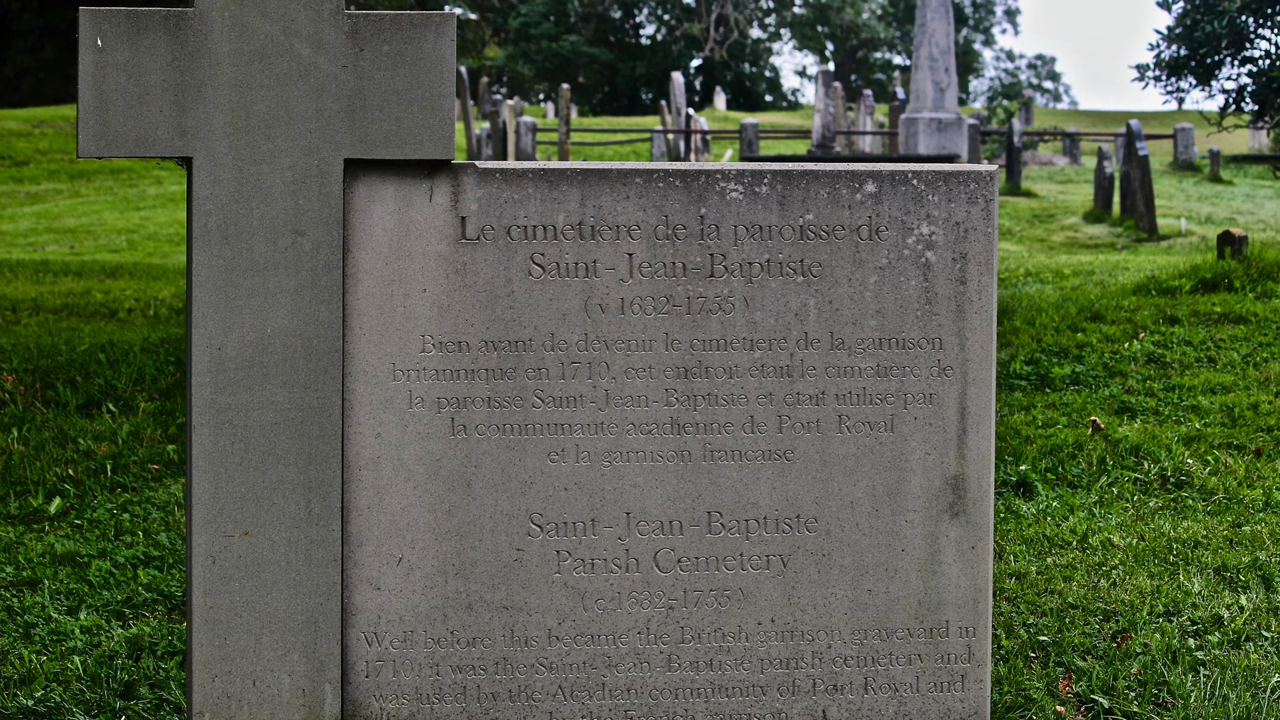 Le cimetière de la paroisse de
Saint-Jean-Baptiste
(v 1632-1755)
Bien avant de devenir le cimetière de la garnison
britannique en 1710, cet endroit était le cimetière de
la paroisse Saint-Jean-Baptiste et était utilisé par
la communauté acadienne de Port Royal
et la garnison française.
Saint-Jean-Baptiste
Parish Cemetery
(c.1632-1755)
Well before this became the British garrison graveyard in
1710, it was the Saint-Jean-Baptiste parish cemetery and
was used by the Acadian community of Port Royal and
by the French garrison.